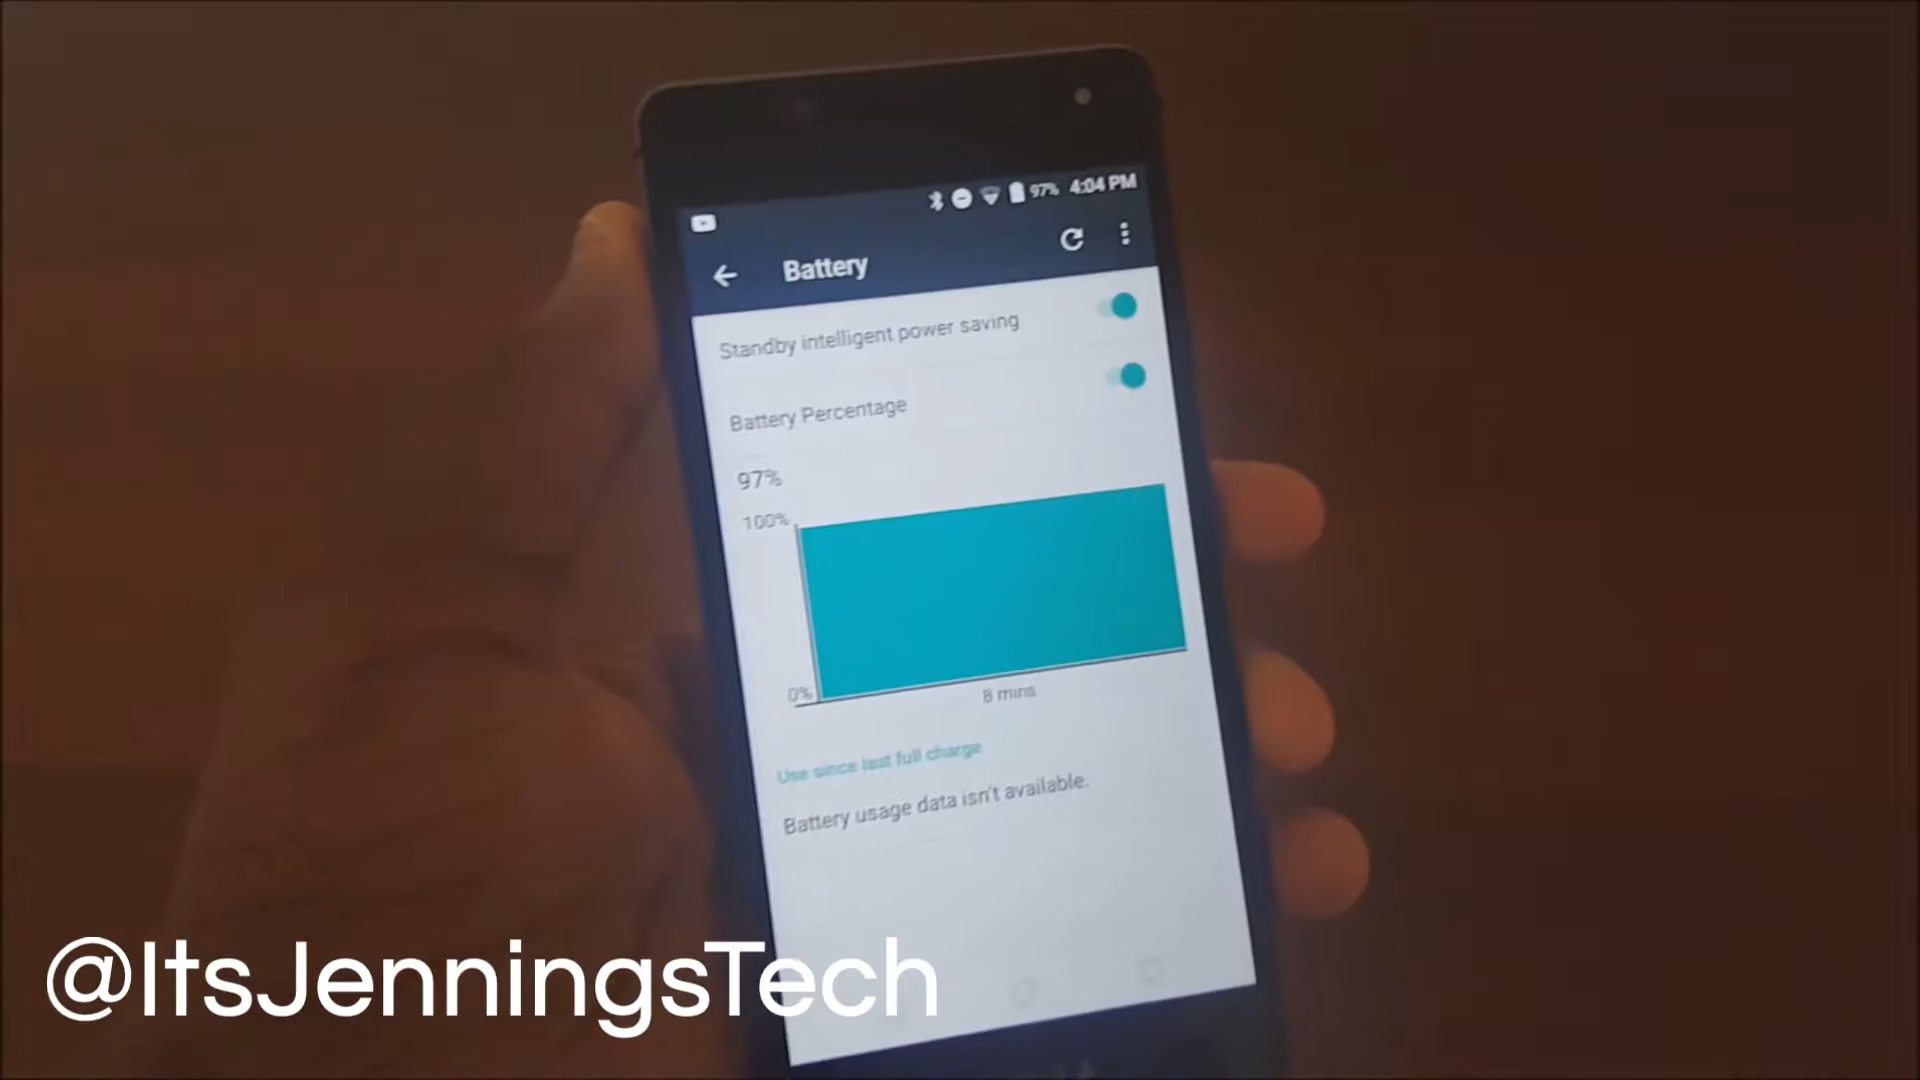 97% 4:04 PM
Battery
Standby intelligent power saving
Battery Percentage
97%
100%
0%
8 mins
Use since last full charge
Battery usage data isn't available.
@ItsJenningsTech